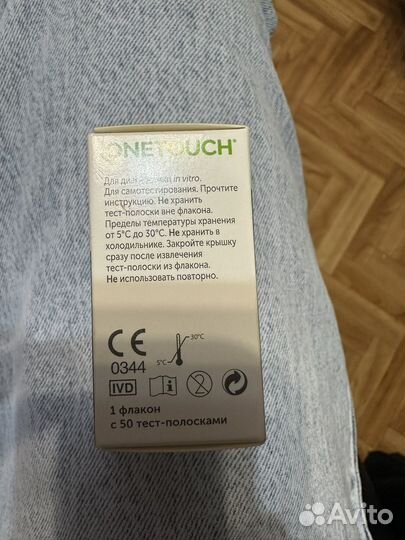 ONETOUCH®
Для диагностики in vitro.
Для самотестирования. Прочтите
инструкцию. Не хранить
тест-полоски вне флакона.
Пределы температуры хранения
от 5°C до 30°C. Не хранить в
холодильнике. Закройте крышку
сразу после извлечения
тест-полоски из флакона.
Не использовать повторно.
CE
0344
5°C
30°C
IVD
i
2
1 флакон
с 50 тест-полосками
Avito